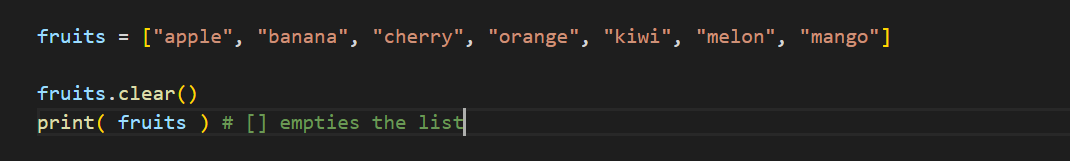 fruits = ["apple", "banana", "cherry", "orange", "kiwi", "melon", "mango"]
fruits.clear()
print( fruits ) # [] empties the list